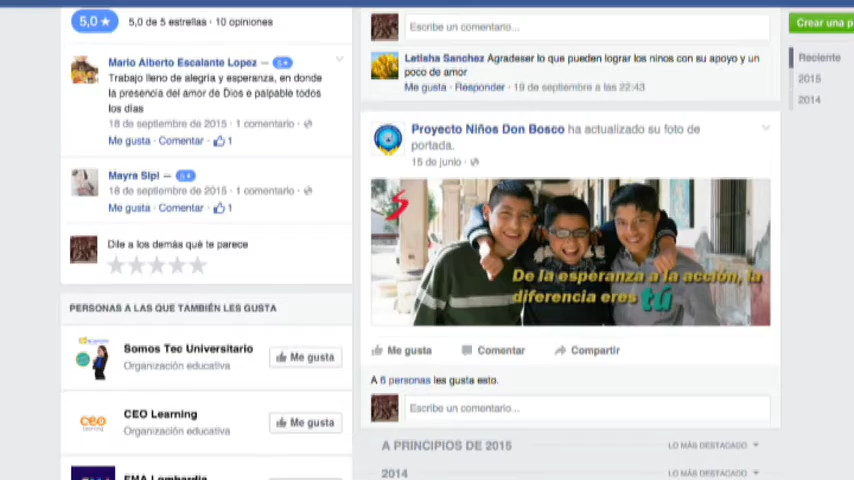 5,0 ★ 5,0 de 5 estrellas · 10 opiniones
Mario Alberto Escalante Lopez — 5★
Trabajo lleno de alegria y esperanza, en donde
la presencia del amor de Dios e palpable todos
los dias
18 de septiembre de 2015 · 1 comentario ·
Me gusta · Comentar · 1
Mayra Sipi — 5★
18 de septiembre de 2015 · 1 comentario ·
Me gusta · Comentar · 1
Dile a los demás qué te parece
PERSONAS A LAS QUE TAMBIÉN LES GUSTA
Somos Tec Universitario
Organización educativa
Me gusta
CEO Learning
Organización educativa
Me gusta
EMA Lombardia
Escribe un comentario...
Letisha Sanchez Agradeser lo que pueden lograr los ninos con su apoyo y un
poco de amor
Me gusta · Responder · 19 de septiembre a las 22:43
Proyecto Niños Don Bosco ha actualizado su foto de
portada.
15 de junio ·
De la esperanza a la acción, la
diferencia eres tú
Me gusta Comentar Compartir
A 6 personas les gusta esto.
Escribe un comentario...
A PRINCIPIOS DE 2015 LO MÁS DESTACADO
2014 LO MÁS DESTACADO
Crear una p
Reciente
2015
2014